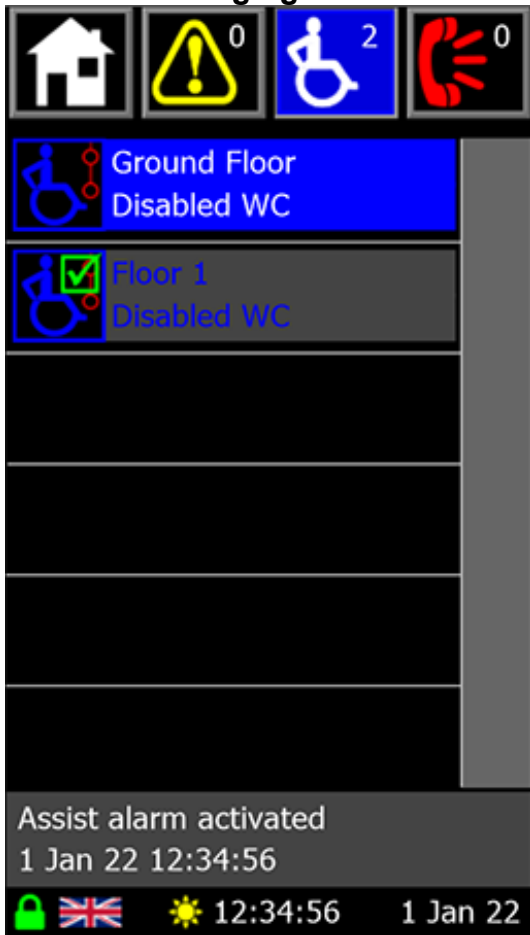 0
2
0
Ground Floor
Disabled WC
Floor 1
Disabled WC
Assist alarm activated
1 Jan 22 12:34:56
12:34:56 1 Jan 22